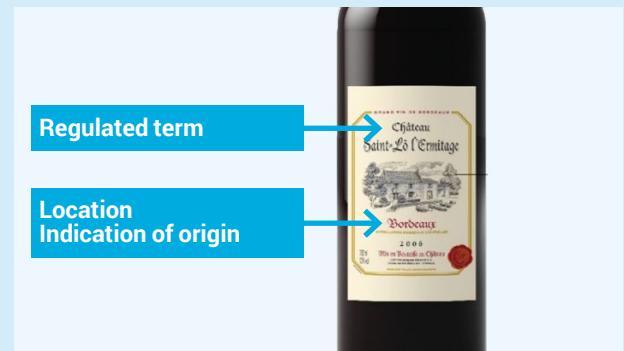 Regulated term
Location
Indication of origin
GRAND VIN DE BORDEAUX
Château
Saint-Lô l'Ermitage
Bordeaux
2006
Mis en Bouteille au Château